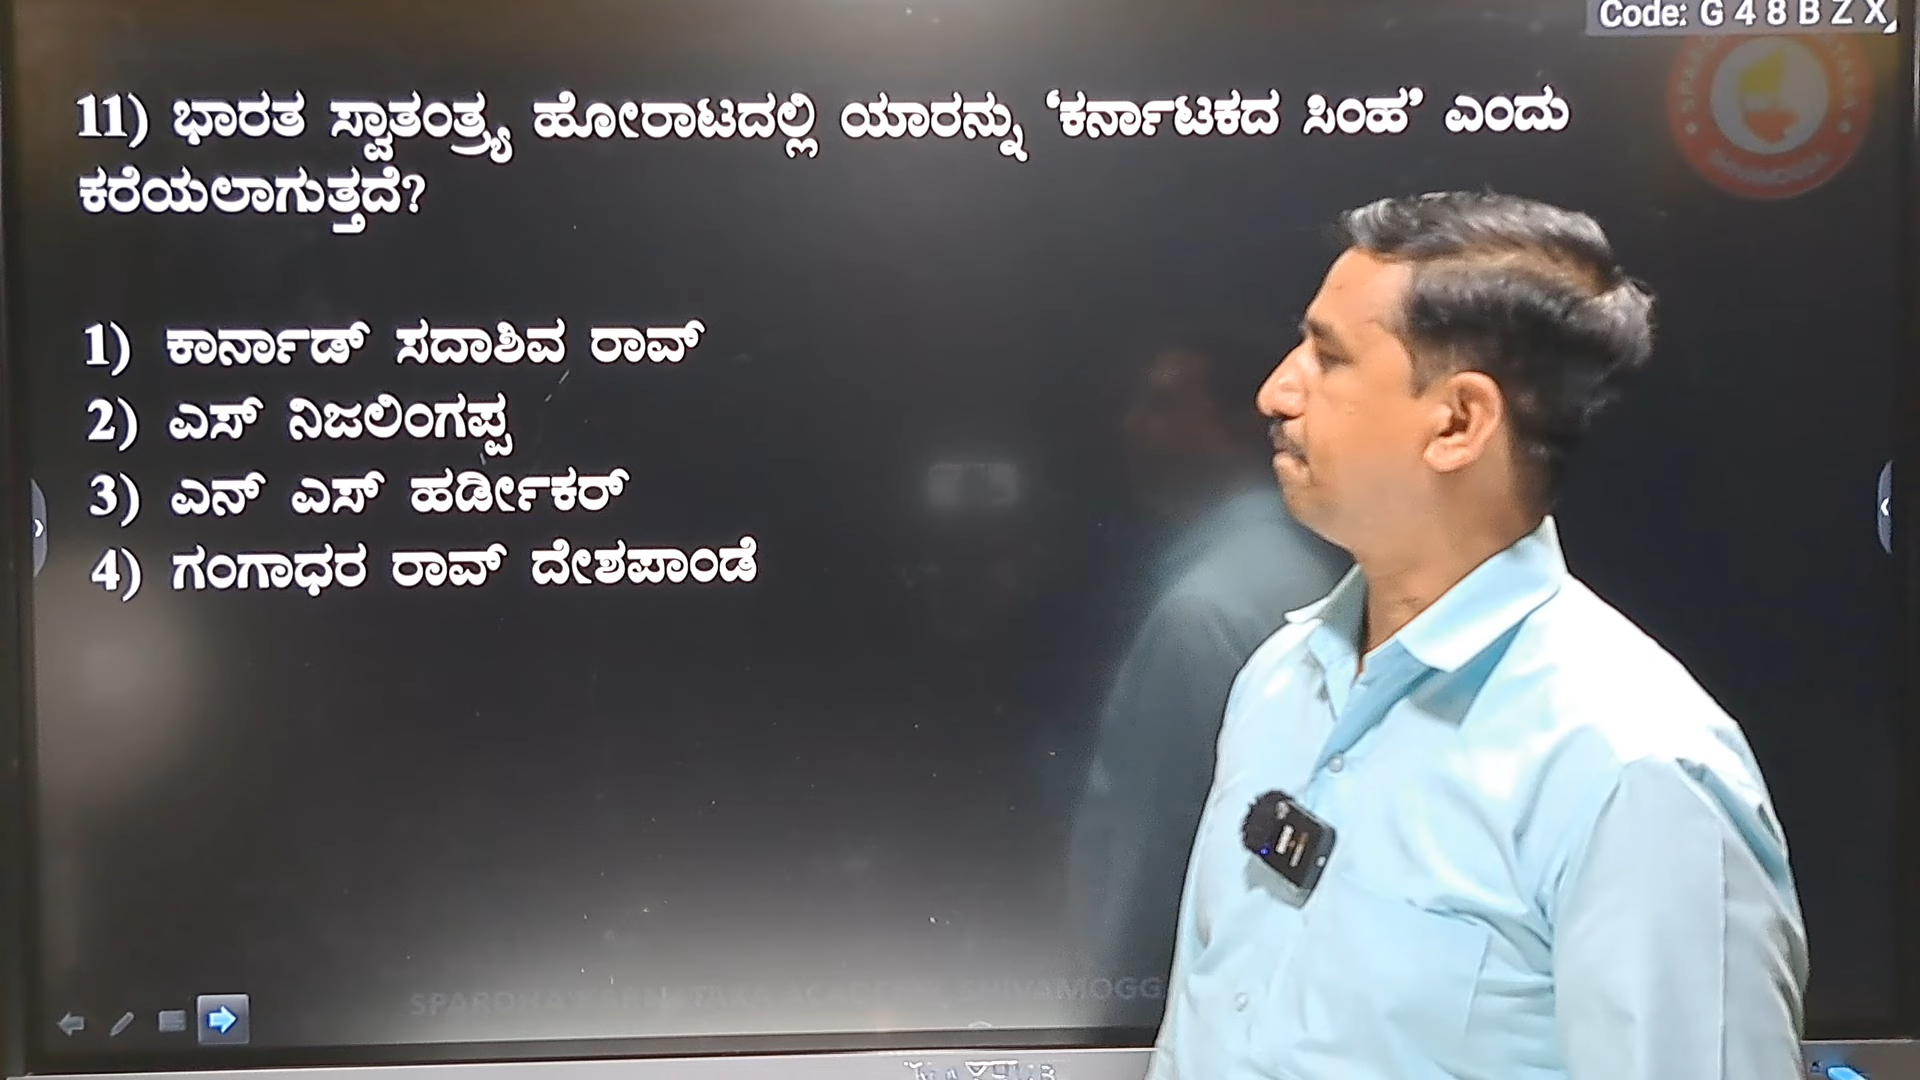 Code: G 4 8 B Z X
11) ಭಾರತ ಸ್ವಾತಂತ್ರ್ಯ ಹೋರಾಟದಲ್ಲಿ ಯಾರನ್ನು ‘ಕರ್ನಾಟಕದ ಸಿಂಹ’ ಎಂದು
ಕರೆಯಲಾಗುತ್ತದೆ?
1) ಕಾರ್ನಾಡ್ ಸದಾಶಿವ ರಾವ್
2) ಎಸ್ ನಿಜಲಿಂಗಪ್ಪ
3) ಎನ್ ಎಸ್ ಹರ್ಡೀಕರ್
4) ಗಂಗಾಧರ ರಾವ್ ದೇಶಪಾಂಡೆ